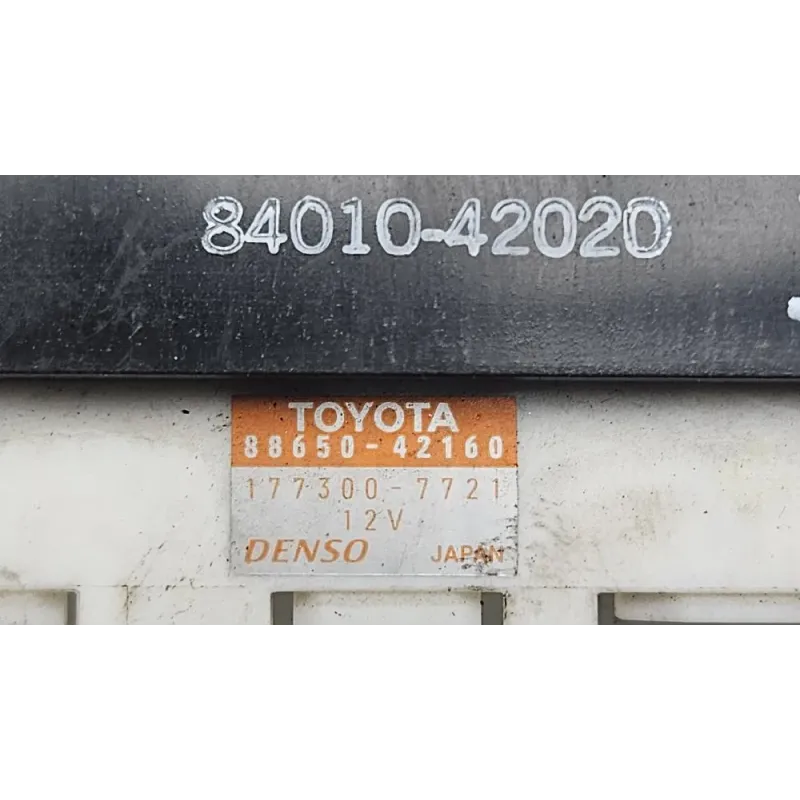 84010-42020
TOYOTA
88650-42160
177300-7721
12V
DENSO JAPAN